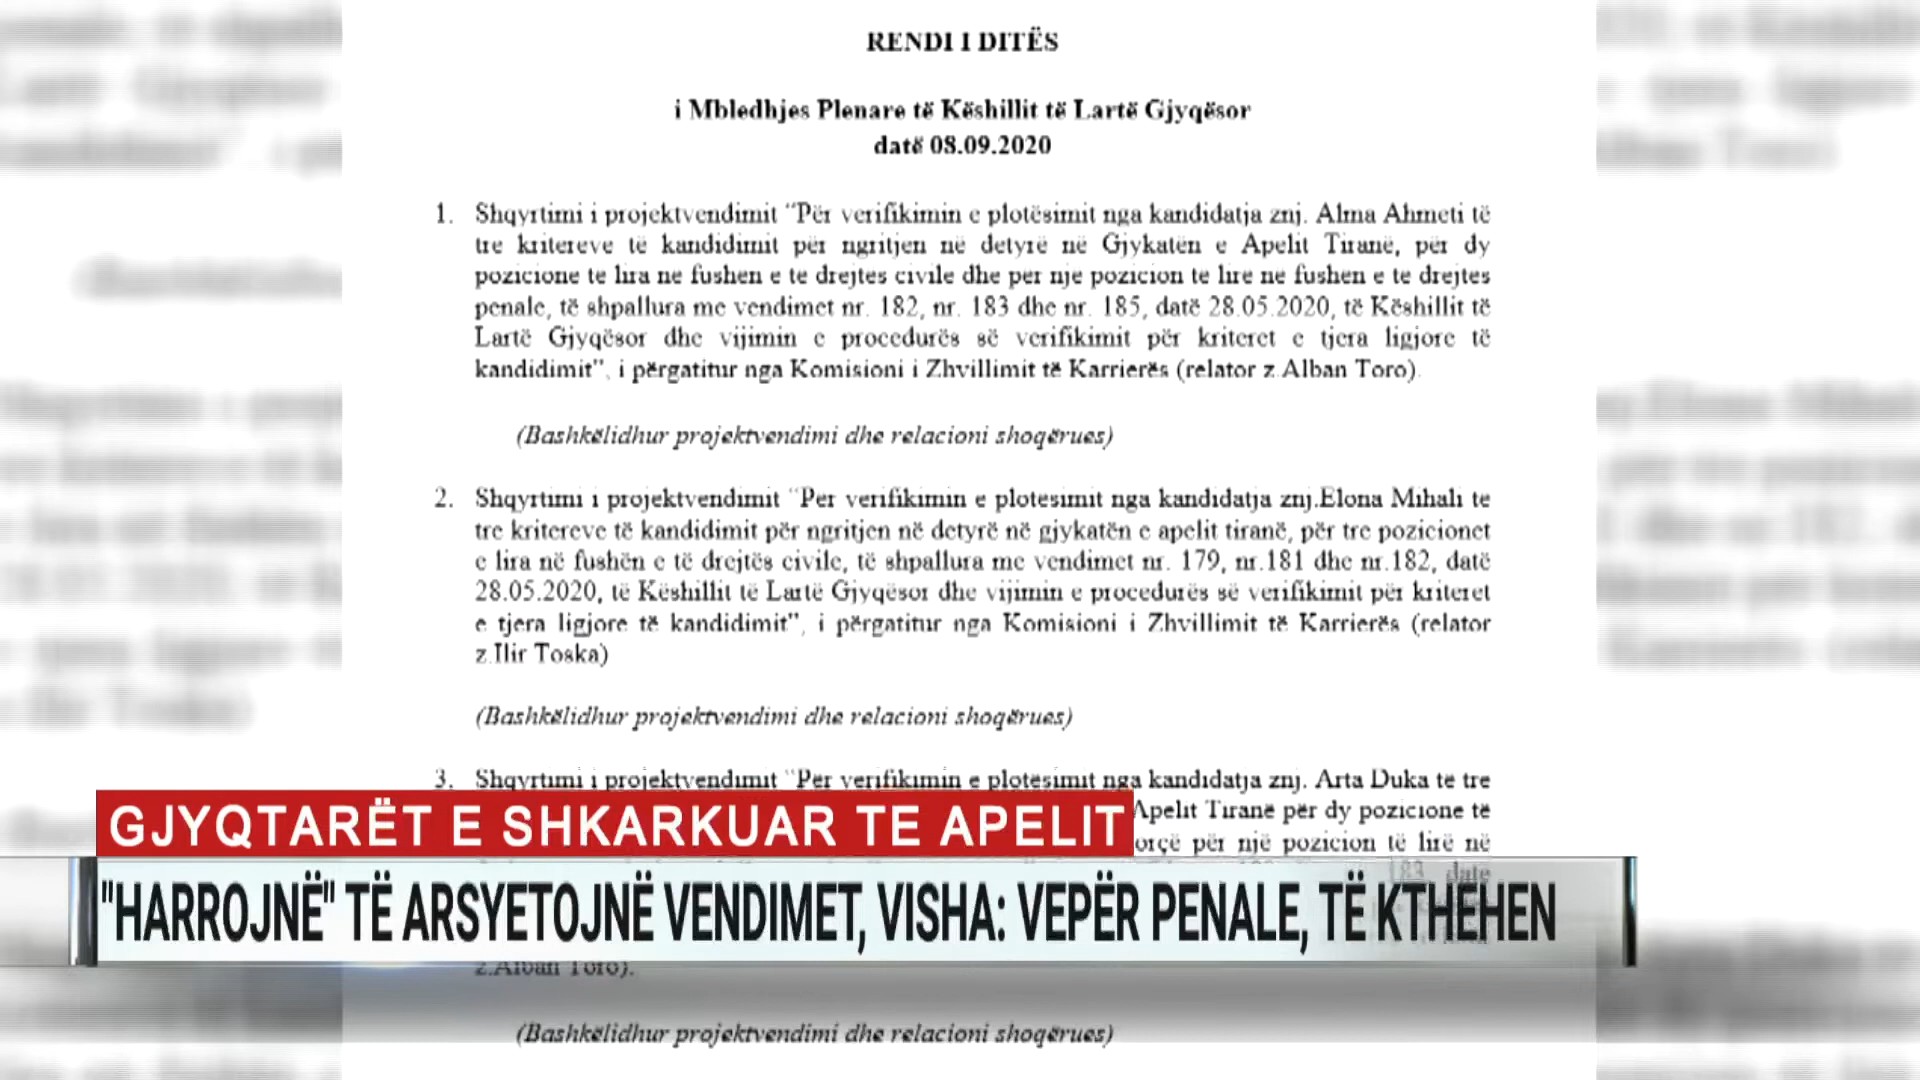 RENDI I DITËS
i Mbledhjes Plenare të Këshillit të Lartë Gjyqësor
datë 08.09.2020
1. Shqyrtimi i projektvendimit "Për verifikimin e plotësimit nga kandidatja znj. Alma Ahmeti të
tre kritereve të kandidimit për ngritjen në detyrë në Gjykatën e Apelit Tiranë, për dy
pozicione te lira ne fushen e te drejtes civile dhe per nje pozicion te lire ne fushen e te drejtes
penale, të shpallura me vendimet nr. 182, nr. 183 dhe nr. 185, datë 28.05.2020, të Këshillit të
Lartë Gjyqësor dhe vijimin e procedurës së verifikimit për kriteret e tjera ligjore të
kandidimit", i përgatitur nga Komisioni i Zhvillimit të Karrierës (relator z.Alban Toro).
(Bashkëlidhur projektvendimi dhe relacioni shoqërues)
2. Shqyrtimi i projektvendimit "Per verifikimin e plotesimit nga kandidatja znj.Elona Mihali te
tre kritereve të kandidimit për ngritjen në detyrë në gjykatën e apelit tiranë, për tre pozicionet
e lira në fushën e të drejtës civile, të shpallura me vendimet nr. 179, nr.181 dhe nr.182, datë
28.05.2020, të Këshillit të Lartë Gjyqësor dhe vijimin e procedurës së verifikimit për kriteret
e tjera ligjore të kandidimit", i përgatitur nga Komisioni i Zhvillimit të Karrierës (relator
z.Ilir Toska)
(Bashkëlidhur projektvendimi dhe relacioni shoqërues)
3. Shqyrtimi i projektvendimit "Per verifikimin e plotesimit nga kandidatja znj. Arta Duka te tre
Apelit Tiranë për dy pozicione të
orçë për një pozicion të lirë në
183, date
GJYQTARËT E SHKARKUAR TE APELIT
"HARROJNË" TË ARSYETOJNË VENDIMET, VISHA: VEPËR PENALE, TË KTHEHEN
z.Alban Toro).
(Bashkëlidhur projektvendimi dhe relacioni shoqërues)